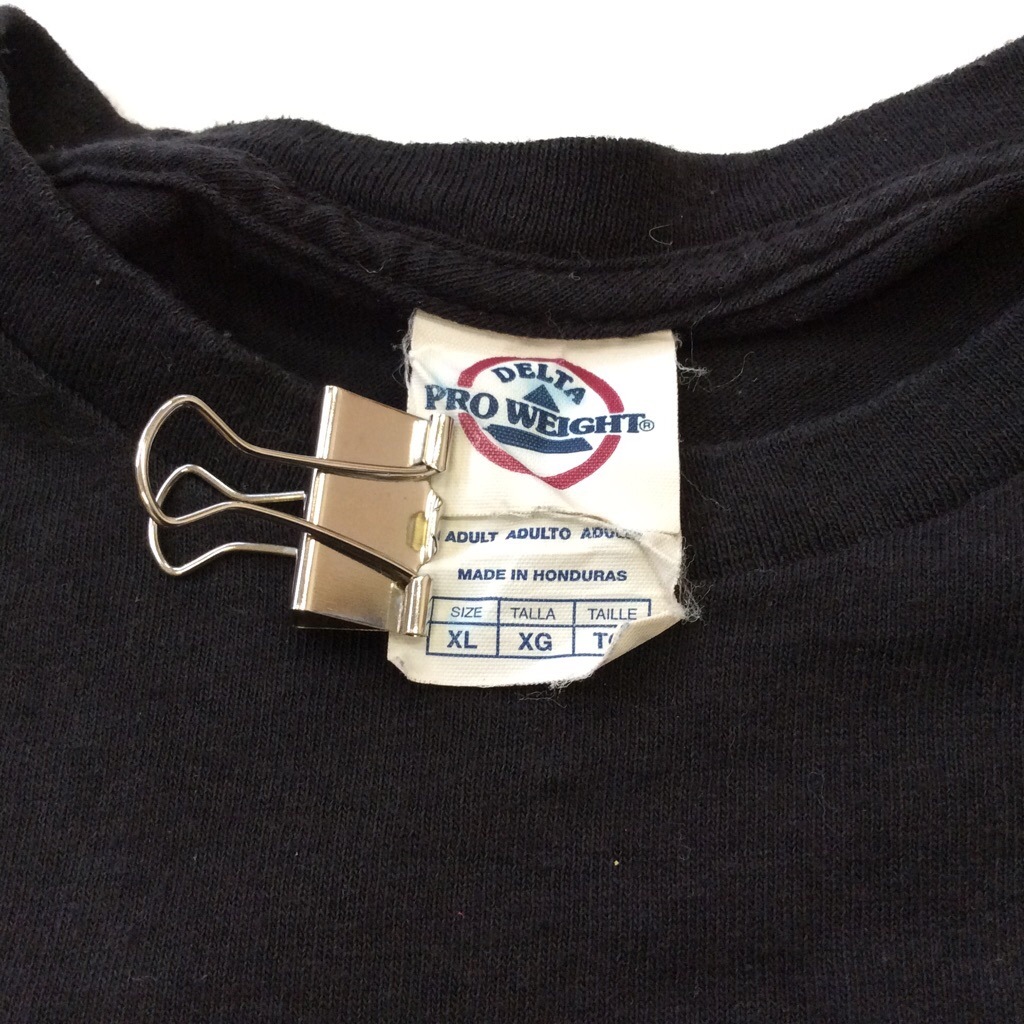 DELTA
PRO WEIGHT®
ADULT ADULTO
MADE IN HONDURAS
SIZE TALLA TAILLE
XL XG